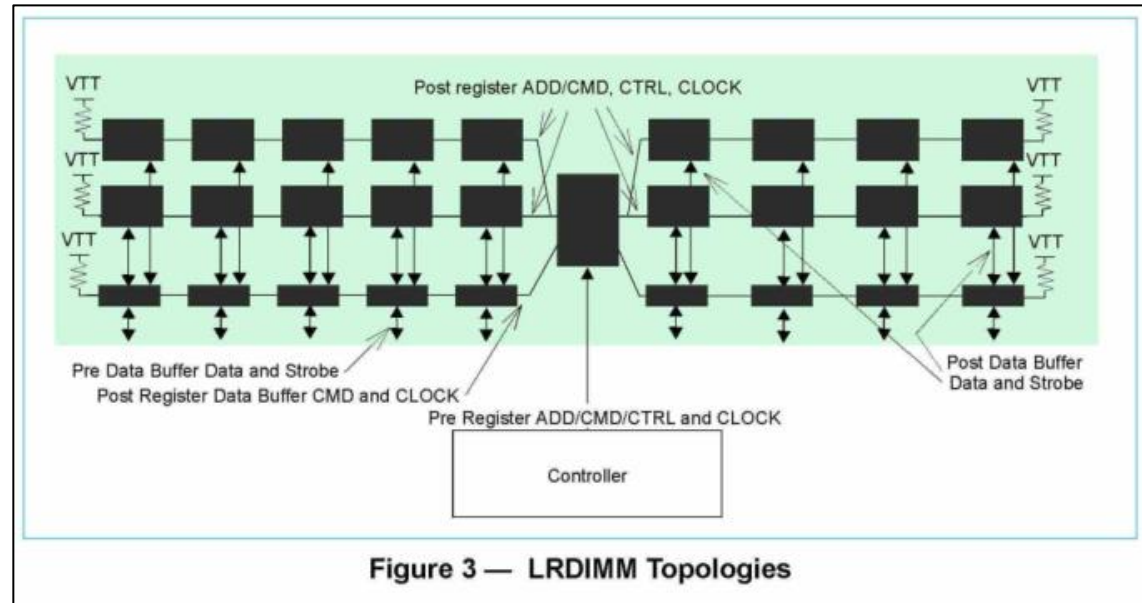 Post register ADD/CMD, CTRL, CLOCK
VTT
VTT
VTT
VTT
VTT
VTT
Pre Data Buffer Data and Strobe
Post Register Data Buffer CMD and CLOCK
Pre Register ADD/CMD/CTRL and CLOCK
Post Data Buffer
Data and Strobe
Controller
Figure 3 — LRDIMM Topologies